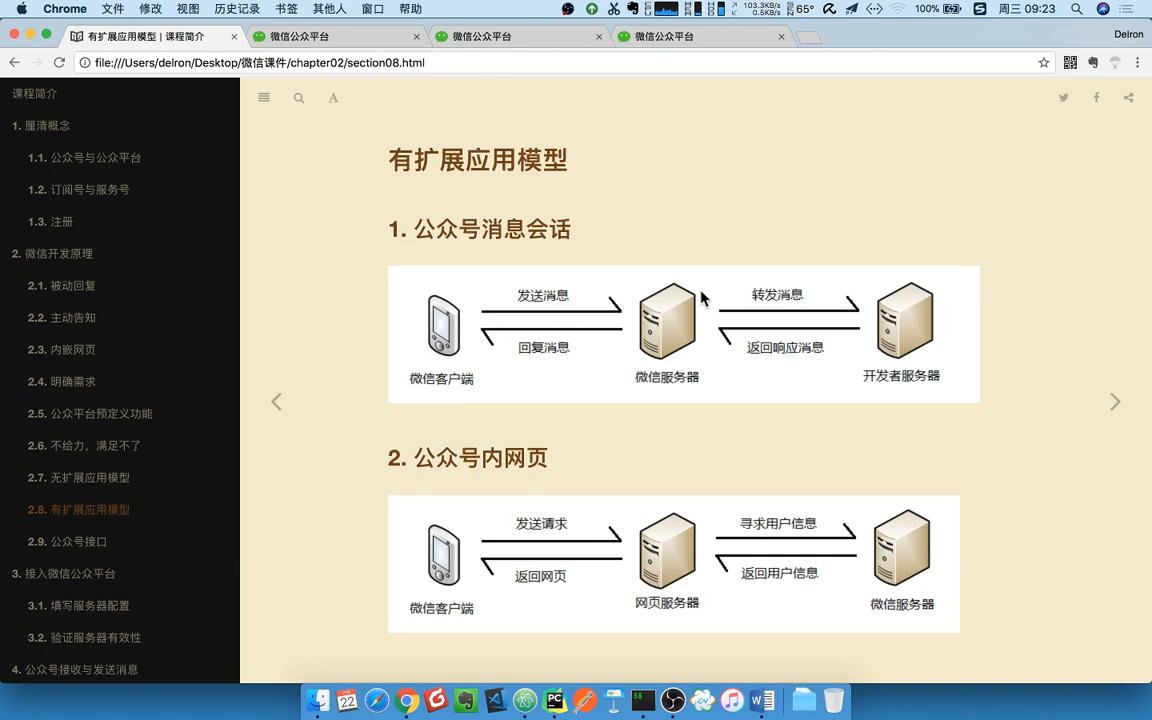 Chrome 文件 修改 视图 历史记录 书签 其他人 窗口 帮助 103.3KB/s 0.5KB/s 65° 100% 周三 09:23
有扩展应用模型 | 课程简介 微信公众平台 微信公众平台 微信公众平台 Delron
file:///Users/delron/Desktop/微信课件/chapter02/section08.html
课程简介
1. 厘清概念
1.1. 公众号与公众平台
1.2. 订阅号与服务号
1.3. 注册
2. 微信开发原理
2.1. 被动回复
2.2. 主动告知
2.3. 内嵌网页
2.4. 明确需求
2.5. 公众平台预定义功能
2.6. 不给力，满足不了
2.7. 无扩展应用模型
2.8. 有扩展应用模型
2.9. 公众号接口
3. 接入微信公众平台
3.1. 填写服务器配置
3.2. 验证服务器有效性
4. 公众号接收与发送消息
A
有扩展应用模型
1. 公众号消息会话
发送消息 转发消息
回复消息 返回响应消息
微信客户端 微信服务器 开发者服务器
2. 公众号内网页
发送请求 寻求用户信息
返回网页 返回用户信息
微信客户端 网页服务器 微信服务器
22
PC